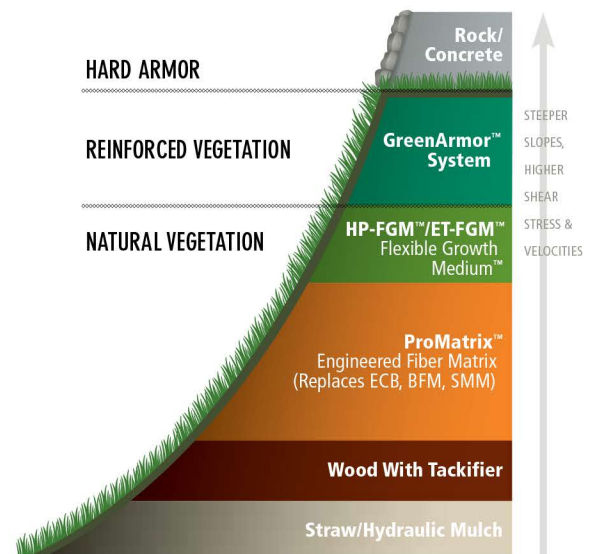 Rock/
Concrete
HARD ARMOR
STEEPER
SLOPES,
HIGHER
SHEAR
STRESS &
VELOCITIES
REINFORCED VEGETATION
GreenArmor™
System
NATURAL VEGETATION
HP-FGM™/ET-FGM™
Flexible Growth
Medium™
ProMatrix™
Engineered Fiber Matrix
(Replaces ECB, BFM, SMM)
Wood With Tackifier
Straw/Hydraulic Mulch